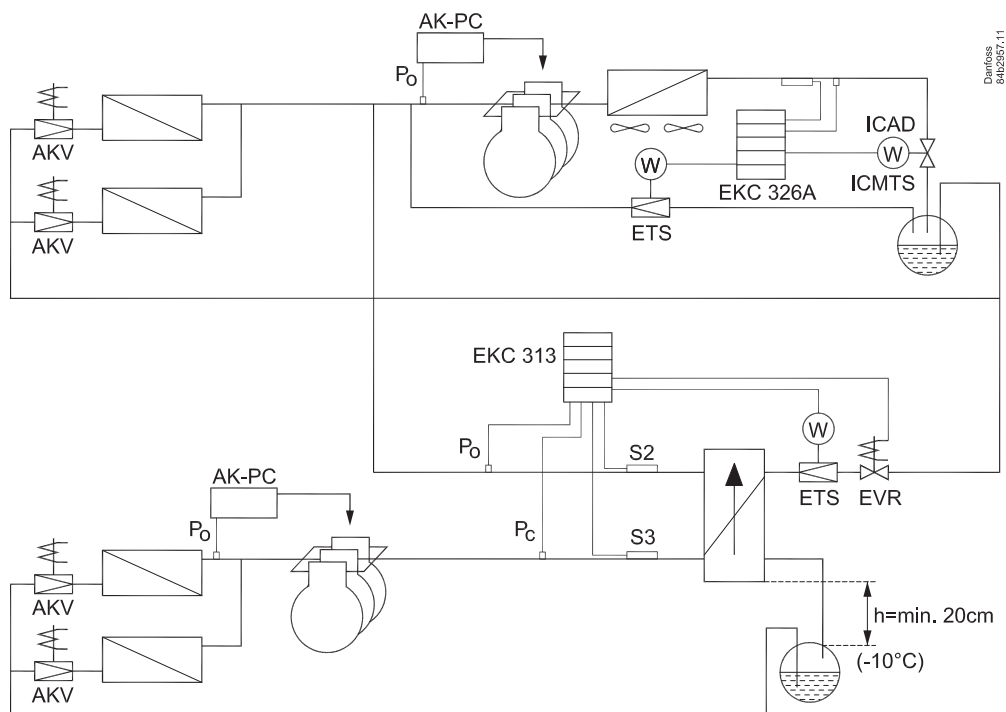 AK-PC
Danfoss
84b2957.11
Po
AKV
ICAD
W
W
ICMTS
EKC 326A
AKV
ETS
EKC 313
Po
S2
W
AK-PC
ETS
EVR
Po
Pc
S3
AKV
h=min. 20cm
(-10°C)
AKV